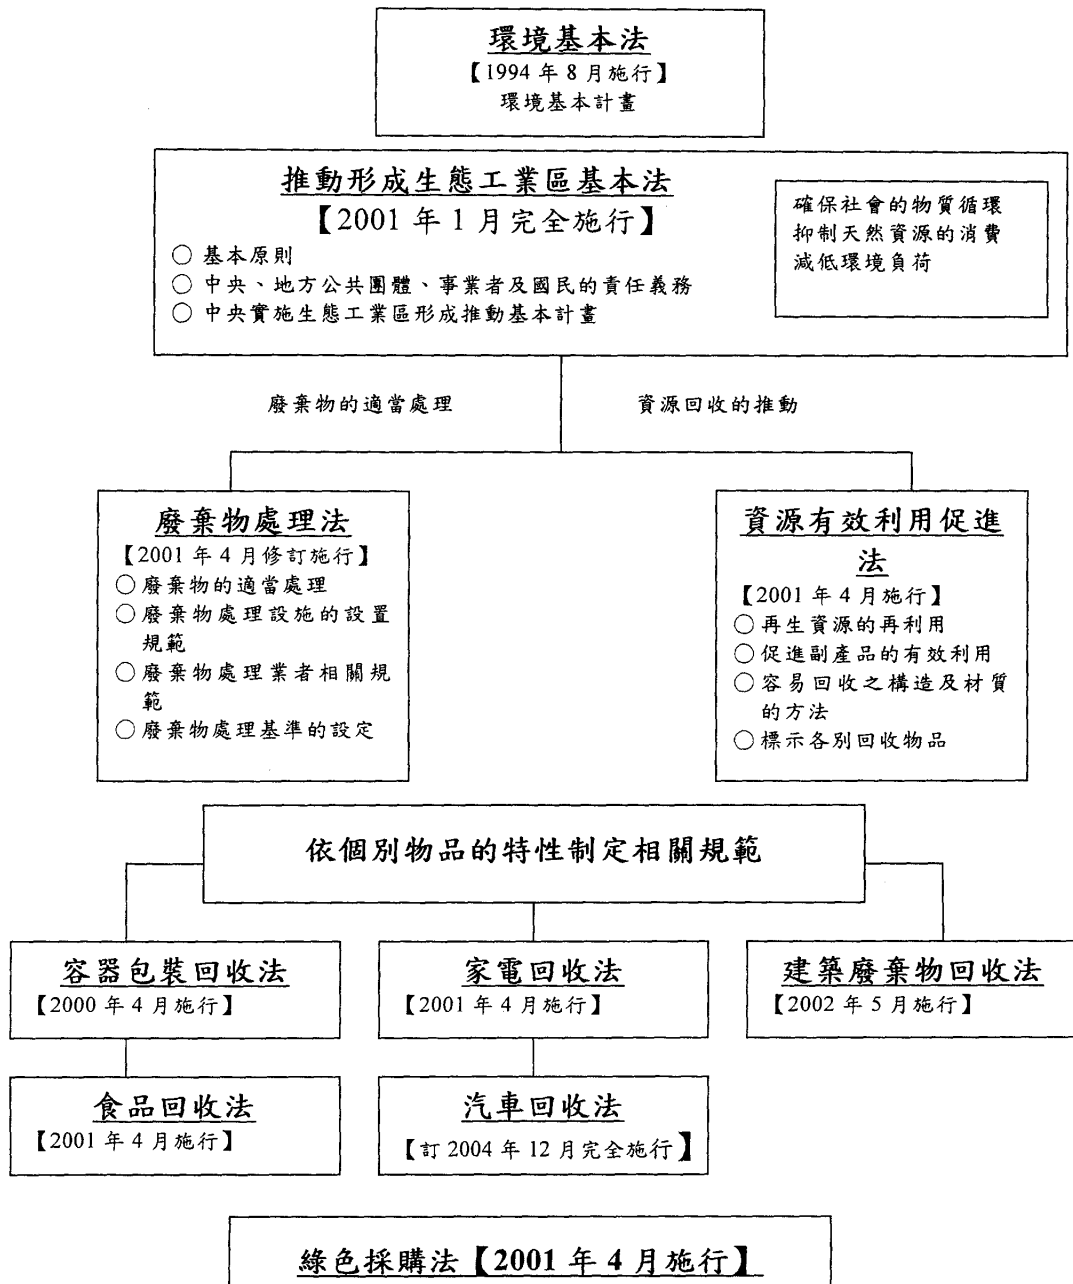 環境基本法
【1994 年 8 月施行】
環境基本計畫
推動形成生態工業區基本法
【2001 年 1 月完全施行】
○ 基本原則
○ 中央、地方公共團體、事業者及國民的責任義務
○ 中央實施生態工業區形成推動基本計畫
確保社會的物質循環
抑制天然資源的消費
減低環境負荷
廢棄物的適當處理
資源回收的推動
廢棄物處理法
【2001 年 4 月修訂施行】
○ 廢棄物的適當處理
○ 廢棄物處理設施的設置
規範
○ 廢棄物處理業者相關規
範
○ 廢棄物處理基準的設定
資源有效利用促進
法
【2001 年 4 月施行】
○ 再生資源的再利用
○ 促進副產品的有效利用
○ 容易回收之構造及材質
的方法
○ 標示各別回收物品
依個別物品的特性制定相關規範
容器包裝回收法
【2000 年 4 月施行】
家電回收法
【2001 年 4 月施行】
建築廢棄物回收法
【2002 年 5 月施行】
食品回收法
【2001 年 4 月施行】
汽車回收法
【訂 2004 年 12 月完全施行】
綠色採購法【2001 年 4 月施行】